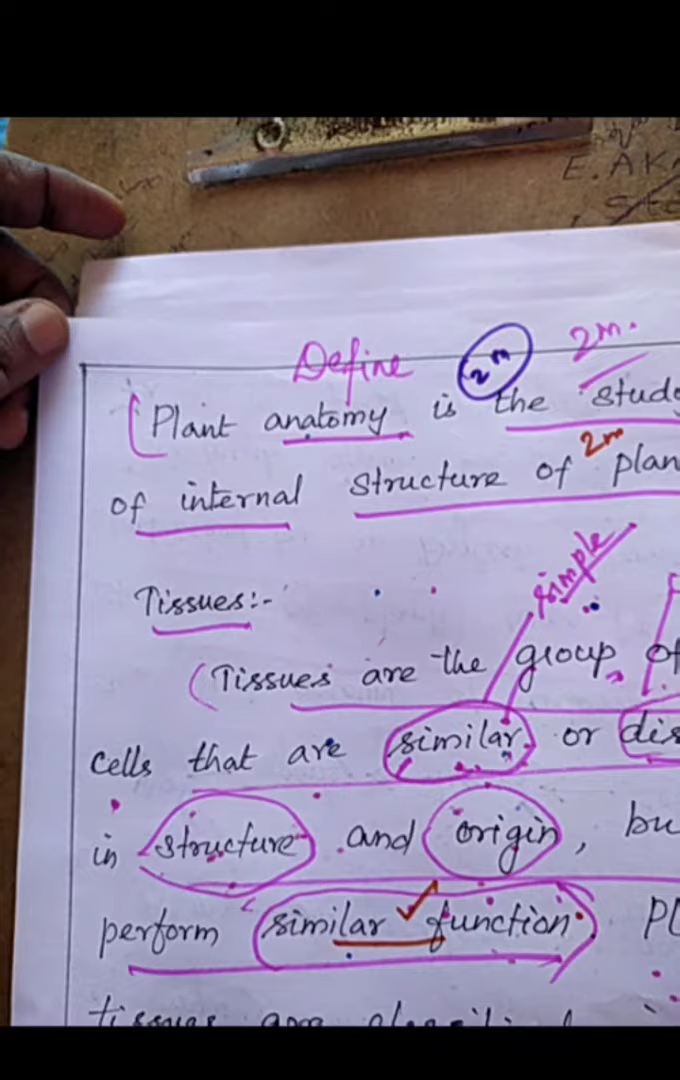 E. AK
Define 2m 2m.
Plant anatomy is the study
of internal structure of 2m plan
simple
Tissues:-
(Tissues are the group of
cells that are similar or dis
in structure and origin, bu
perform similar function. Pl